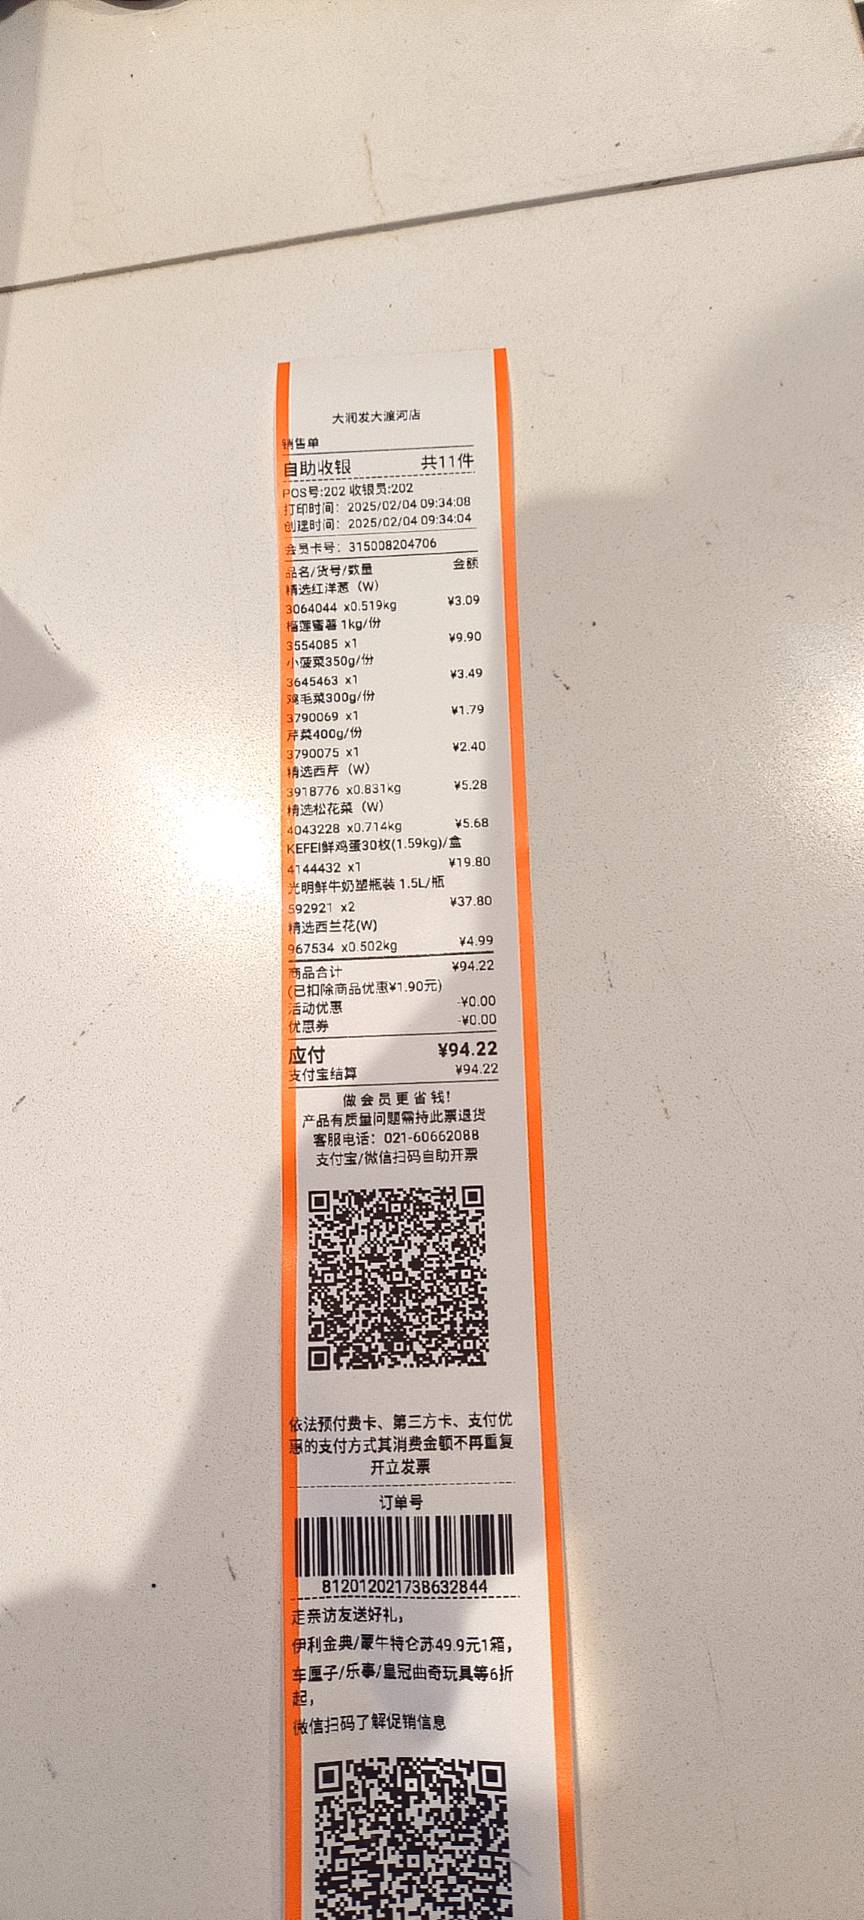 大润发大渡河店
销售单
自助收银 共11件
POS号:202 收银员:202
打印时间： 2025/02/04 09:34:08
创建时间： 2025/02/04 09:34:04
会员卡号： 315008204706
品名/货号/数量 金额
精选红洋葱（W）
3064044 x0.519kg ¥3.09
榴莲蜜薯 1kg/份
3554085 x1 ¥9.90
小菠菜350g/份
3645463 x1 ¥3.49
鸡毛菜300g/份
3790069 x1 ¥1.79
芹菜400g/份
3790075 x1 ¥2.40
精选西芹（W）
3918776 x0.831kg ¥5.28
精选松花菜（W）
4043228 x0.714kg ¥5.68
KEFEI鲜鸡蛋30枚(1.59kg)/盒
4144432 x1 ¥19.80
光明鲜牛奶塑瓶装 1.5L/瓶
592921 x2 ¥37.80
精选西兰花(W)
967534 x0.502kg ¥4.99
商品合计 ¥94.22
(已扣除商品优惠¥1.90元)
活动优惠 -¥0.00
优惠券 -¥0.00
应付 ¥94.22
支付宝结算 ¥94.22
做会员更省钱!
产品有质量问题需持此票退货
客服电话： 021-60662088
支付宝/微信扫码自助开票
依法预付费卡、第三方卡、支付优
惠的支付方式其消费金额不再重复
开立发票
订单号
812012021738632844
走亲访友送好礼，
伊利金典/蒙牛特仑苏49.9元1箱，
车厘子/乐事/皇冠曲奇玩具等6折
起，
微信扫码了解促销信息